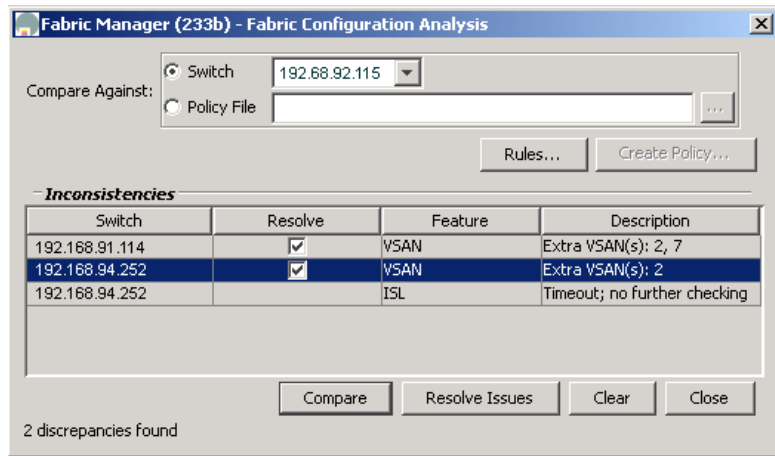 Fabric Manager (233b) - Fabric Configuration Analysis
Compare Against:
Switch 192.68.92.115
Policy File ...
Rules... Create Policy...
Inconsistencies
Switch Resolve Feature Description
192.168.91.114 VSAN Extra VSAN(s): 2, 7
192.168.94.252 VSAN Extra VSAN(s): 2
192.168.94.252 ISL Timeout; no further checking
Compare Resolve Issues Clear Close
2 discrepancies found